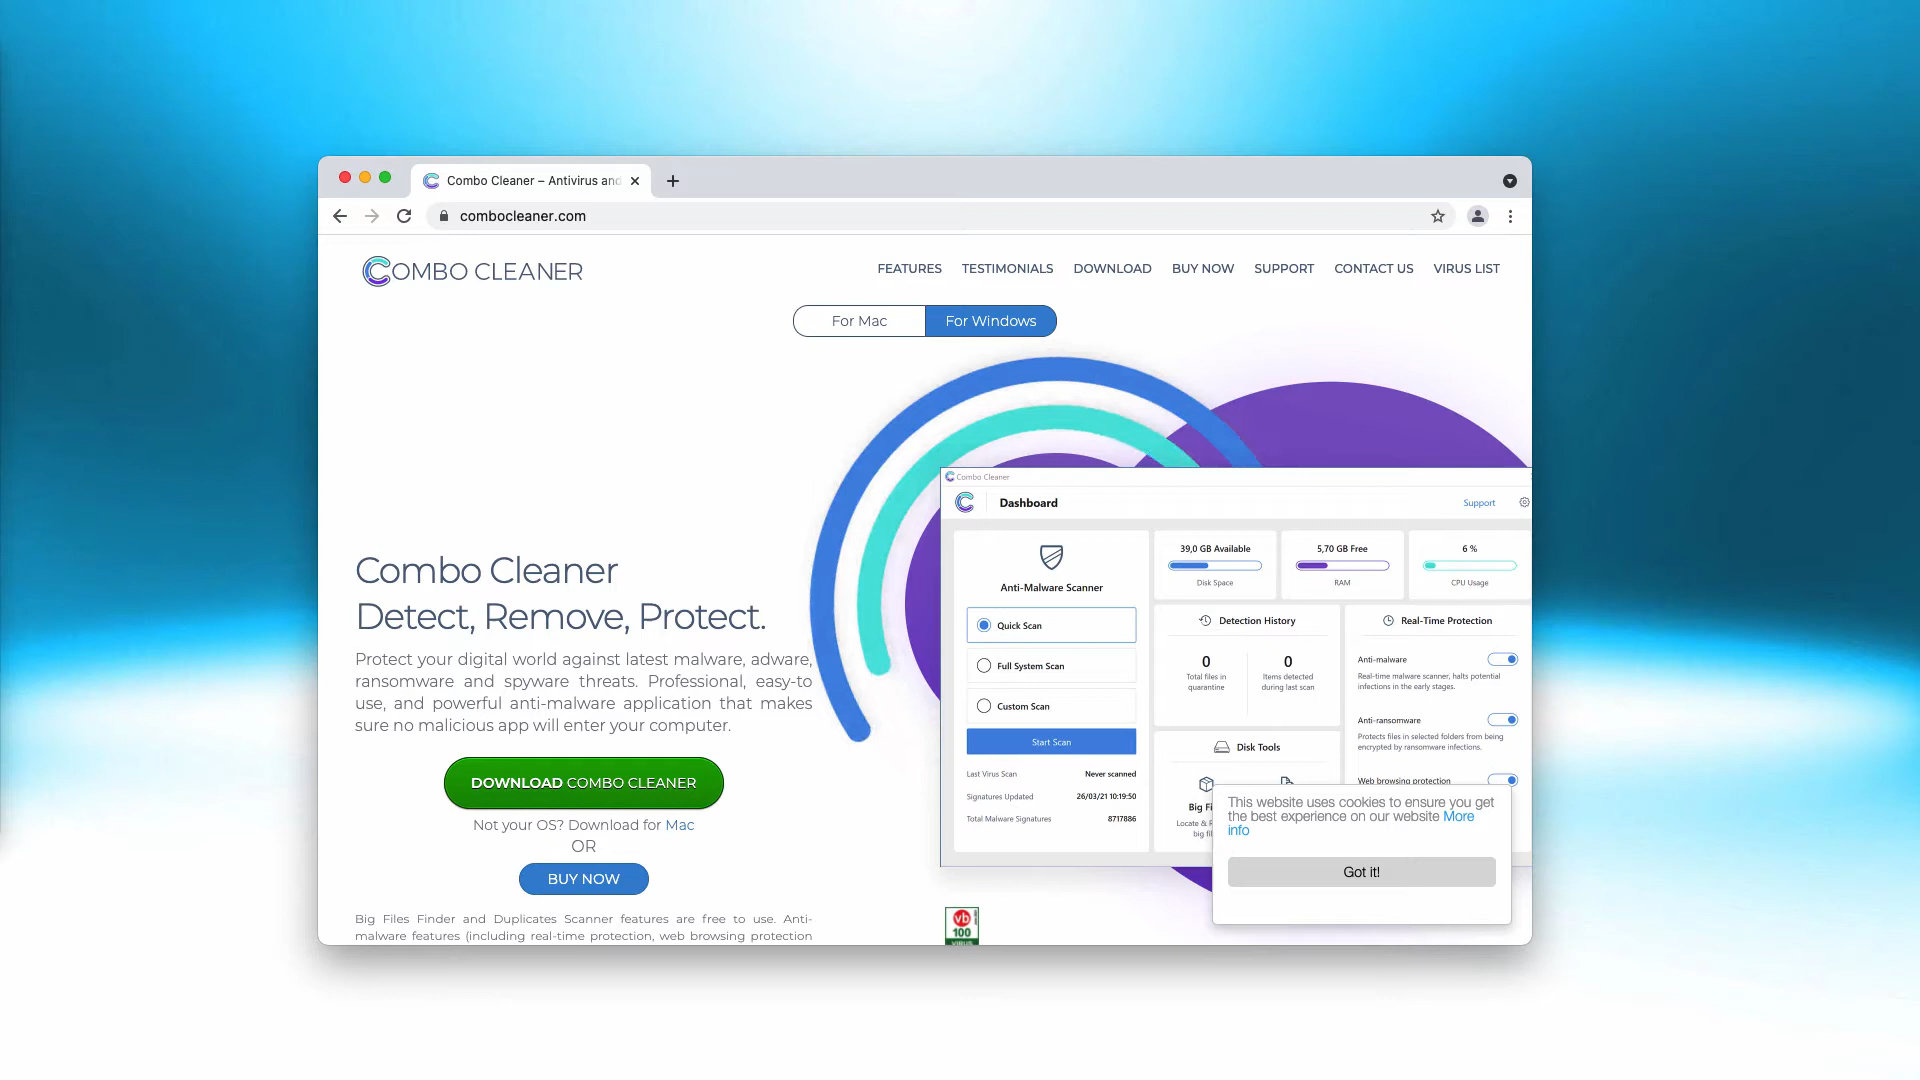 Combo Cleaner – Antivirus and
combocleaner.com
COMBO CLEANER
FEATURES TESTIMONIALS DOWNLOAD BUY NOW SUPPORT CONTACT US VIRUS LIST
For Mac For Windows
Combo Cleaner
Detect, Remove, Protect.
Protect your digital world against latest malware, adware,
ransomware and spyware threats. Professional, easy-to
use, and powerful anti-malware application that makes
sure no malicious app will enter your computer.
DOWNLOAD COMBO CLEANER
Not your OS? Download for Mac
OR
BUY NOW
Big Files Finder and Duplicates Scanner features are free to use. Anti-
malware features (including real-time protection, web browsing protection
Combo Cleaner
Dashboard
Support
Anti-Malware Scanner
Quick Scan
Full System Scan
Custom Scan
Start Scan
Last Virus Scan Never scanned
Signatures Updated 26/03/21 10:19:50
Total Malware Signatures 8717886
39,0 GB Available
Disk Space
5,70 GB Free
RAM
6 %
CPU Usage
Detection History
0 0
Total files in Items detected
quarantine during last scan
Disk Tools
Big Fi
Locate & R
big fil
Real-Time Protection
Anti-malware
Real-time malware scanner, halts potential
infections in the early stages.
Anti-ransomware
Protects files in selected folders from being
encrypted by ransomware infections.
Web browsing protection
This website uses cookies to ensure you get
the best experience on our website More
info
Got it!
vb
100
VIRUS